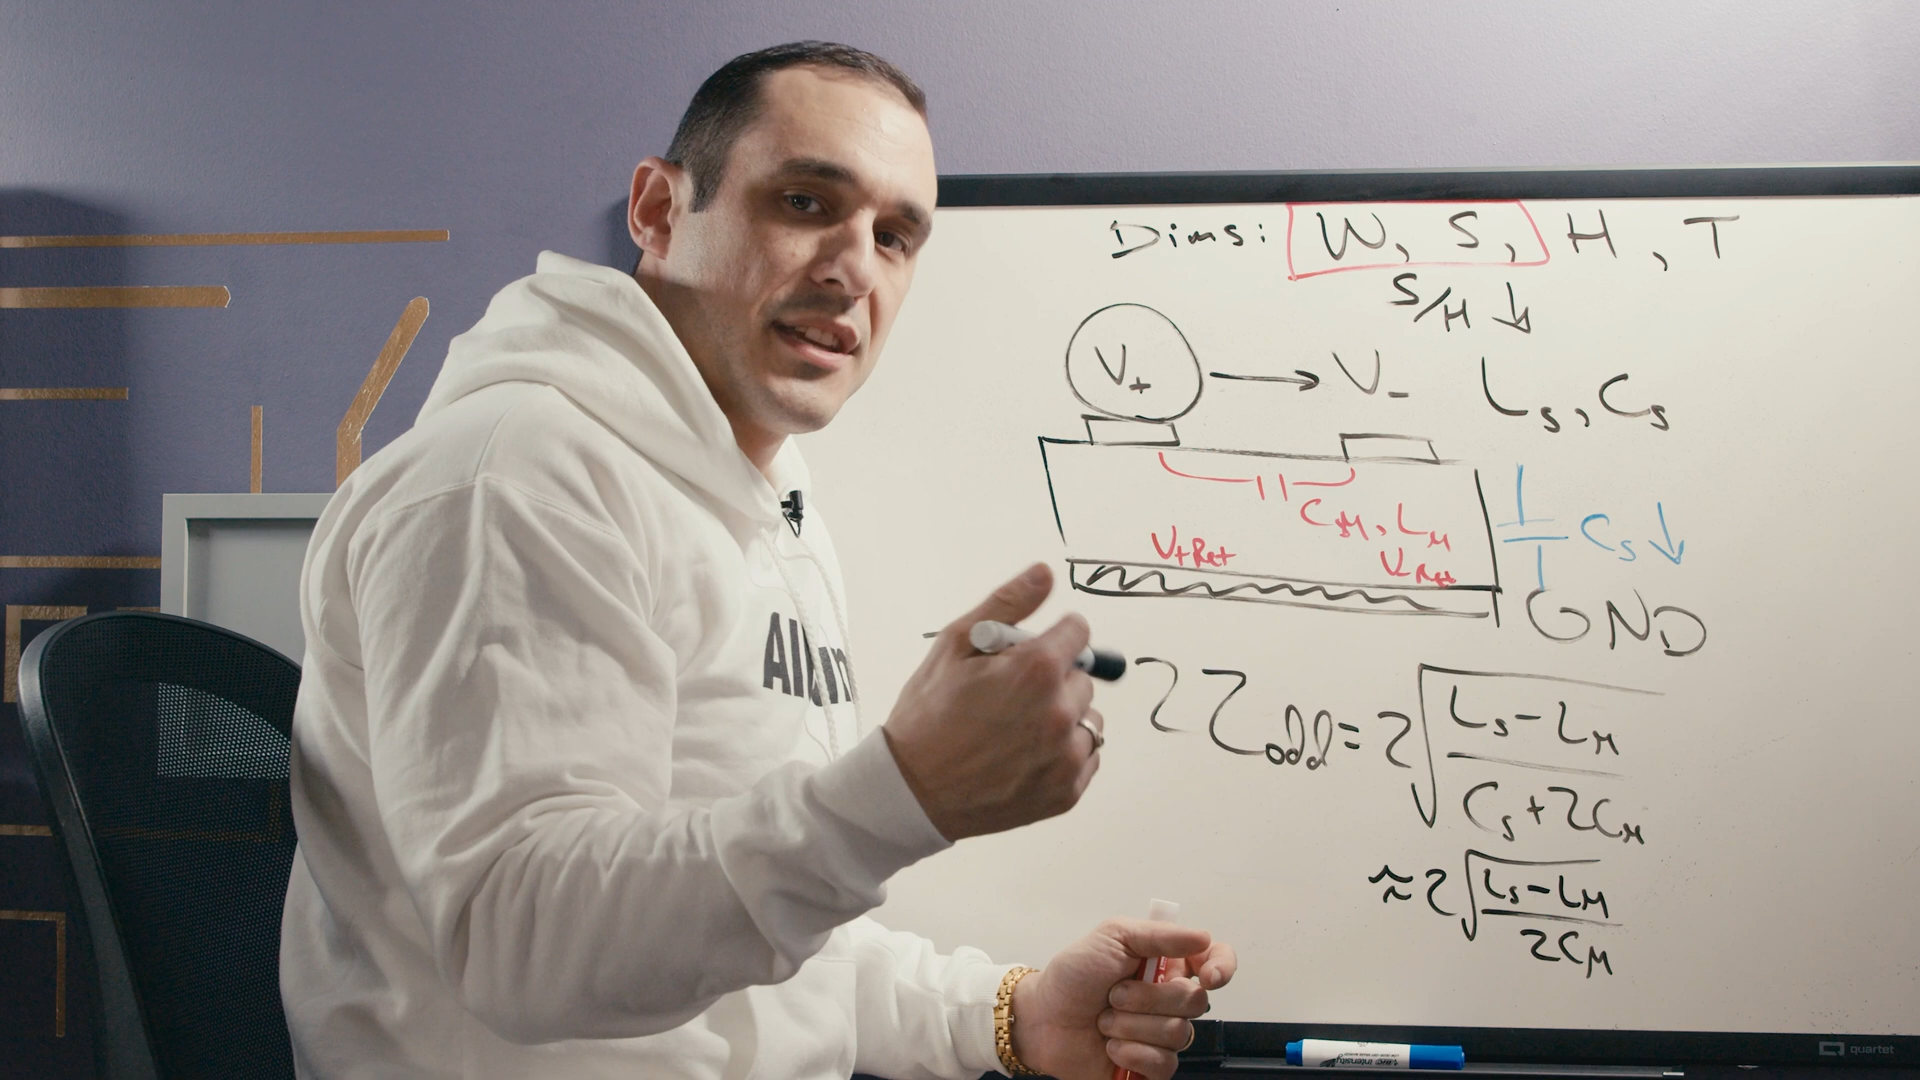 Dims: W, S, H, T
S/H ↓
V+ → V- Ls, Cs
CM, LM
Cs ↓
V+Ret V-Ret
GND
2Zodd = 2√(Ls-LM / Cs+2CM)
≈ 2√(Ls-LM / 2CM)
quartet